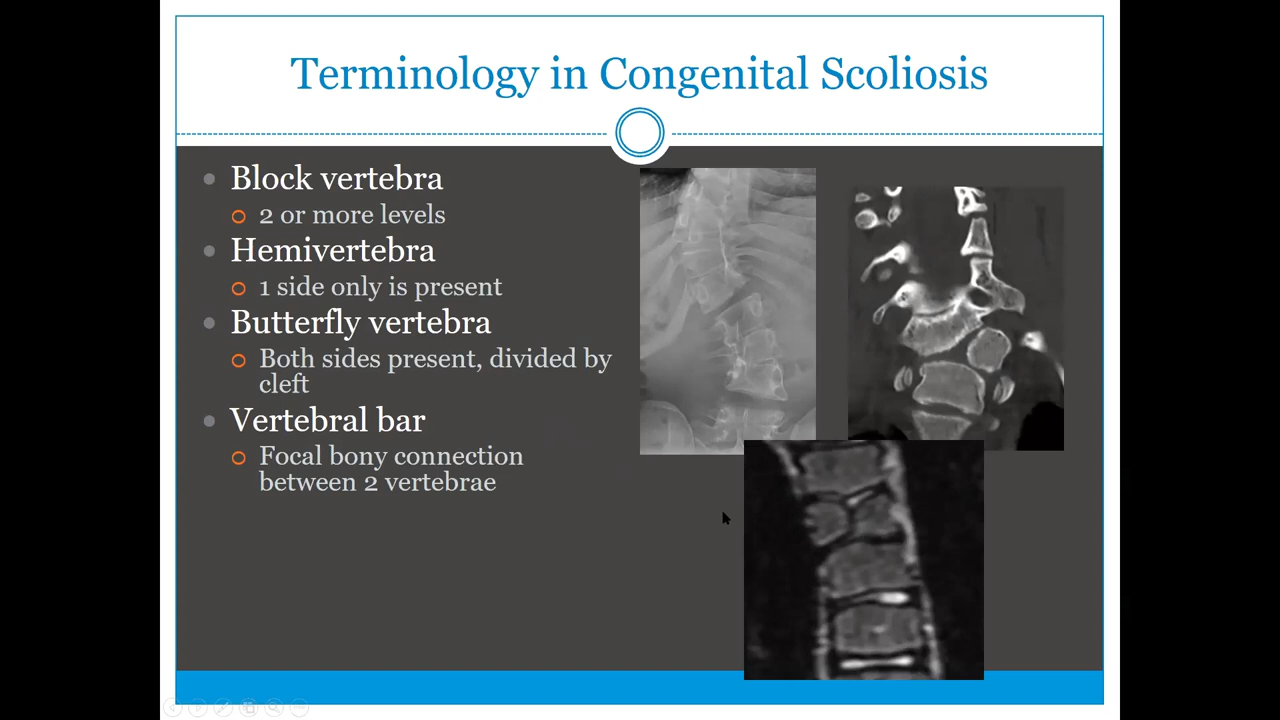 Terminology in Congenital Scoliosis
Block vertebra
2 or more levels
Hemivertebra
1 side only is present
Butterfly vertebra
Both sides present, divided by
cleft
Vertebral bar
Focal bony connection
between 2 vertebrae